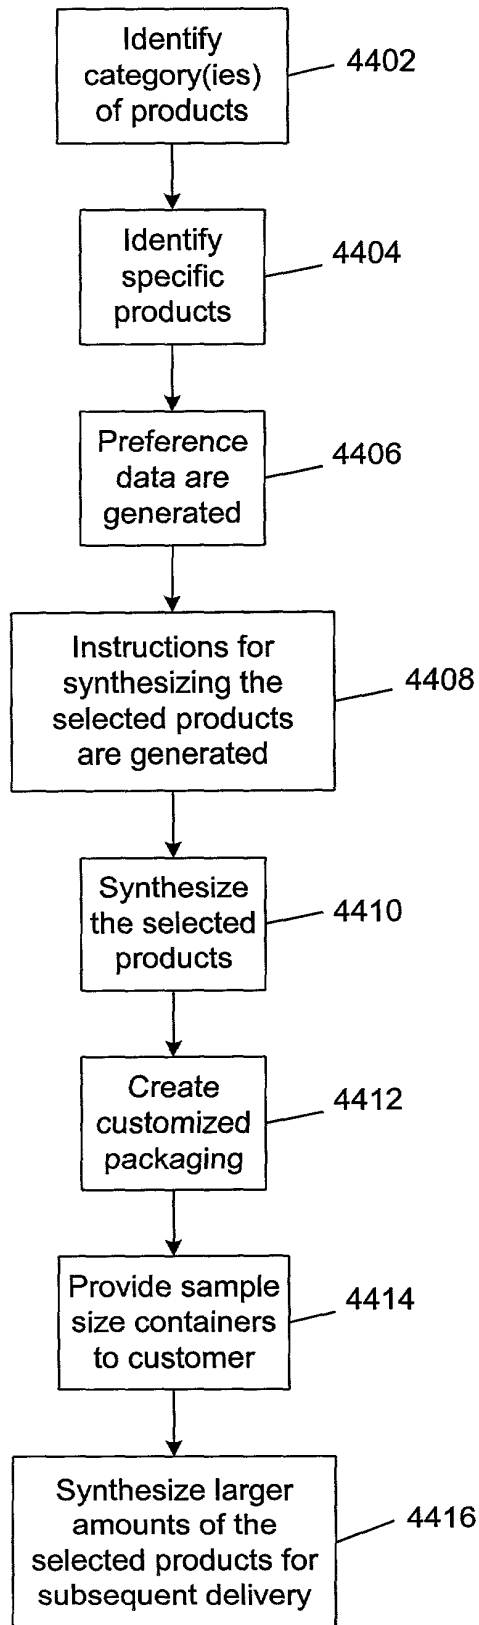 Identify
category(ies)
of products
4402
Identify
specific
products
4404
Preference
data are
generated
4406
Instructions for
synthesizing the
selected products
are generated
4408
Synthesize
the selected
products
4410
Create
customized
packaging
4412
Provide sample
size containers
to customer
4414
Synthesize larger
amounts of the
selected products for
subsequent delivery
4416